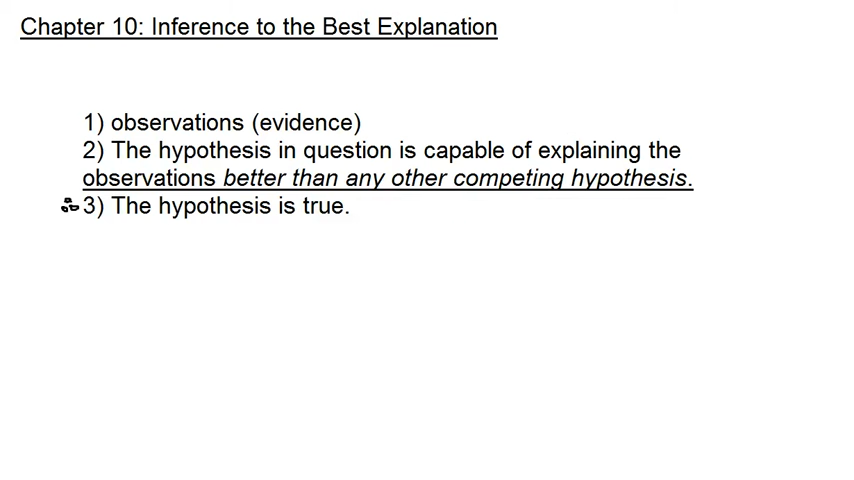 Chapter 10: Inference to the Best Explanation
1) observations (evidence)
2) The hypothesis in question is capable of explaining the
observations better than any other competing hypothesis.
∴ 3) The hypothesis is true.